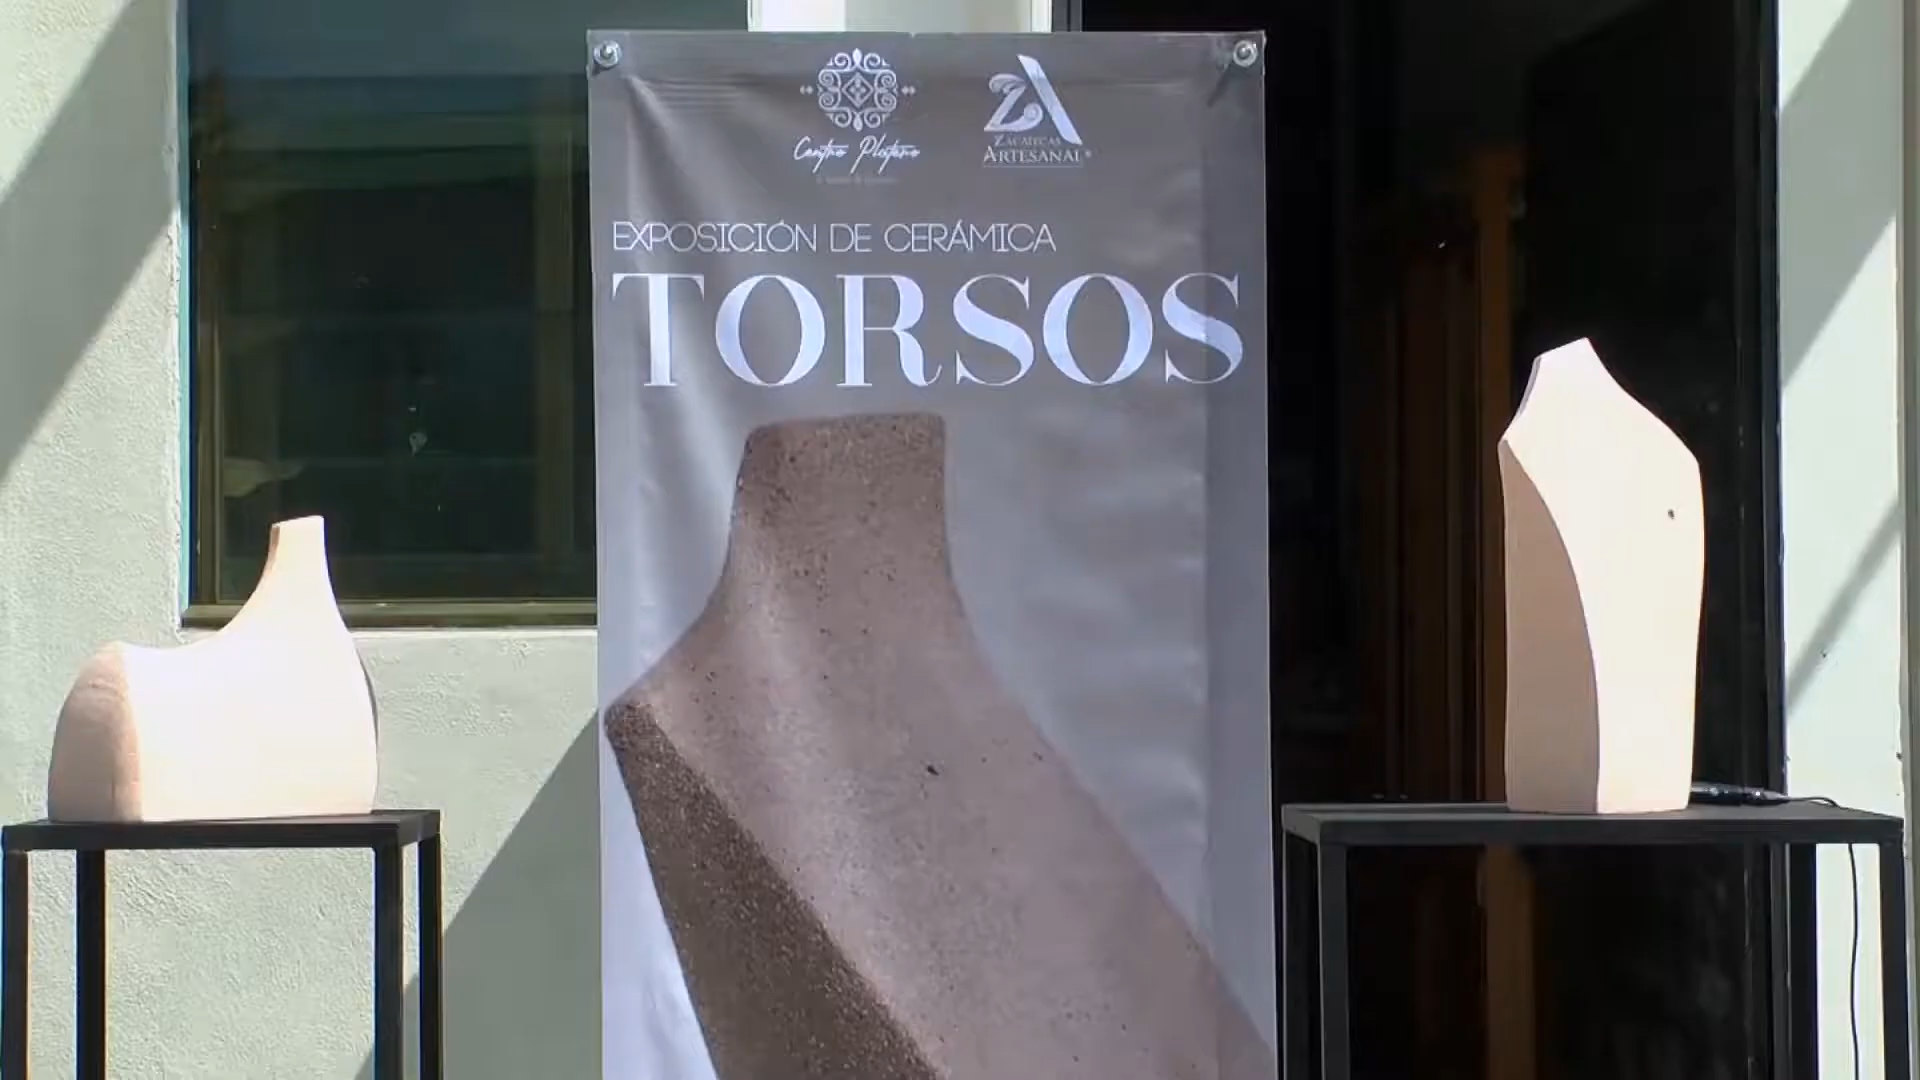 Centro Platero
ZACATECAS
ARTESANAL
EXPOSICIÓN DE CERÁMICA
TORSOS